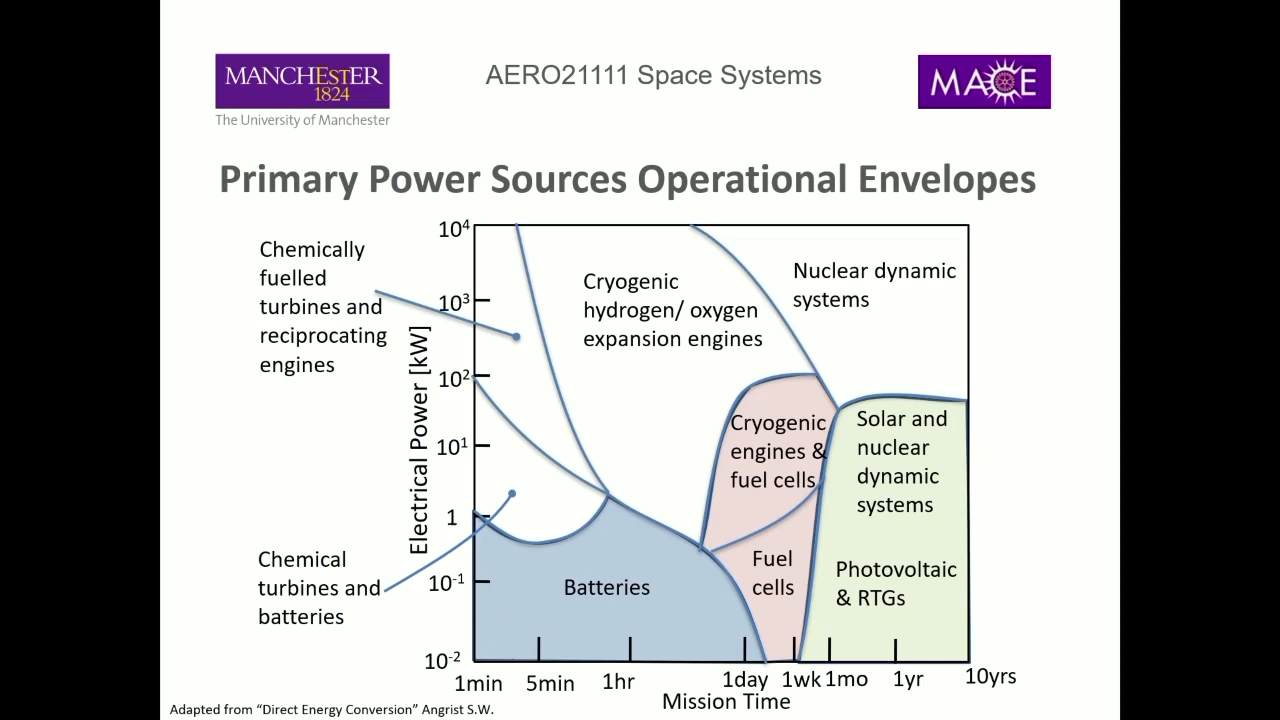 MANCHEStER
1824
The University of Manchester
AERO21111 Space Systems
MACE
Primary Power Sources Operational Envelopes
Chemically
fuelled
turbines and
reciprocating
engines
Chemical
turbines and
batteries
Electrical Power [kW]
10⁴
10³
10²
10¹
1
10⁻¹
10⁻²
Cryogenic
hydrogen/ oxygen
expansion engines
Nuclear dynamic
systems
Cryogenic
engines &
fuel cells
Solar and
nuclear
dynamic
systems
Batteries
Fuel
cells
Photovoltaic
& RTGs
1min 5min 1hr 1day 1wk 1mo 1yr 10yrs
Mission Time
Adapted from “Direct Energy Conversion” Angrist S.W.